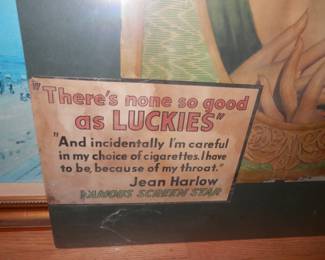 "There's none so good
as LUCKIES"
"And incidentally I'm careful
in my choice of cigarettes. I have
to be, because of my throat."
Jean Harlow
FAMOUS SCREEN STAR